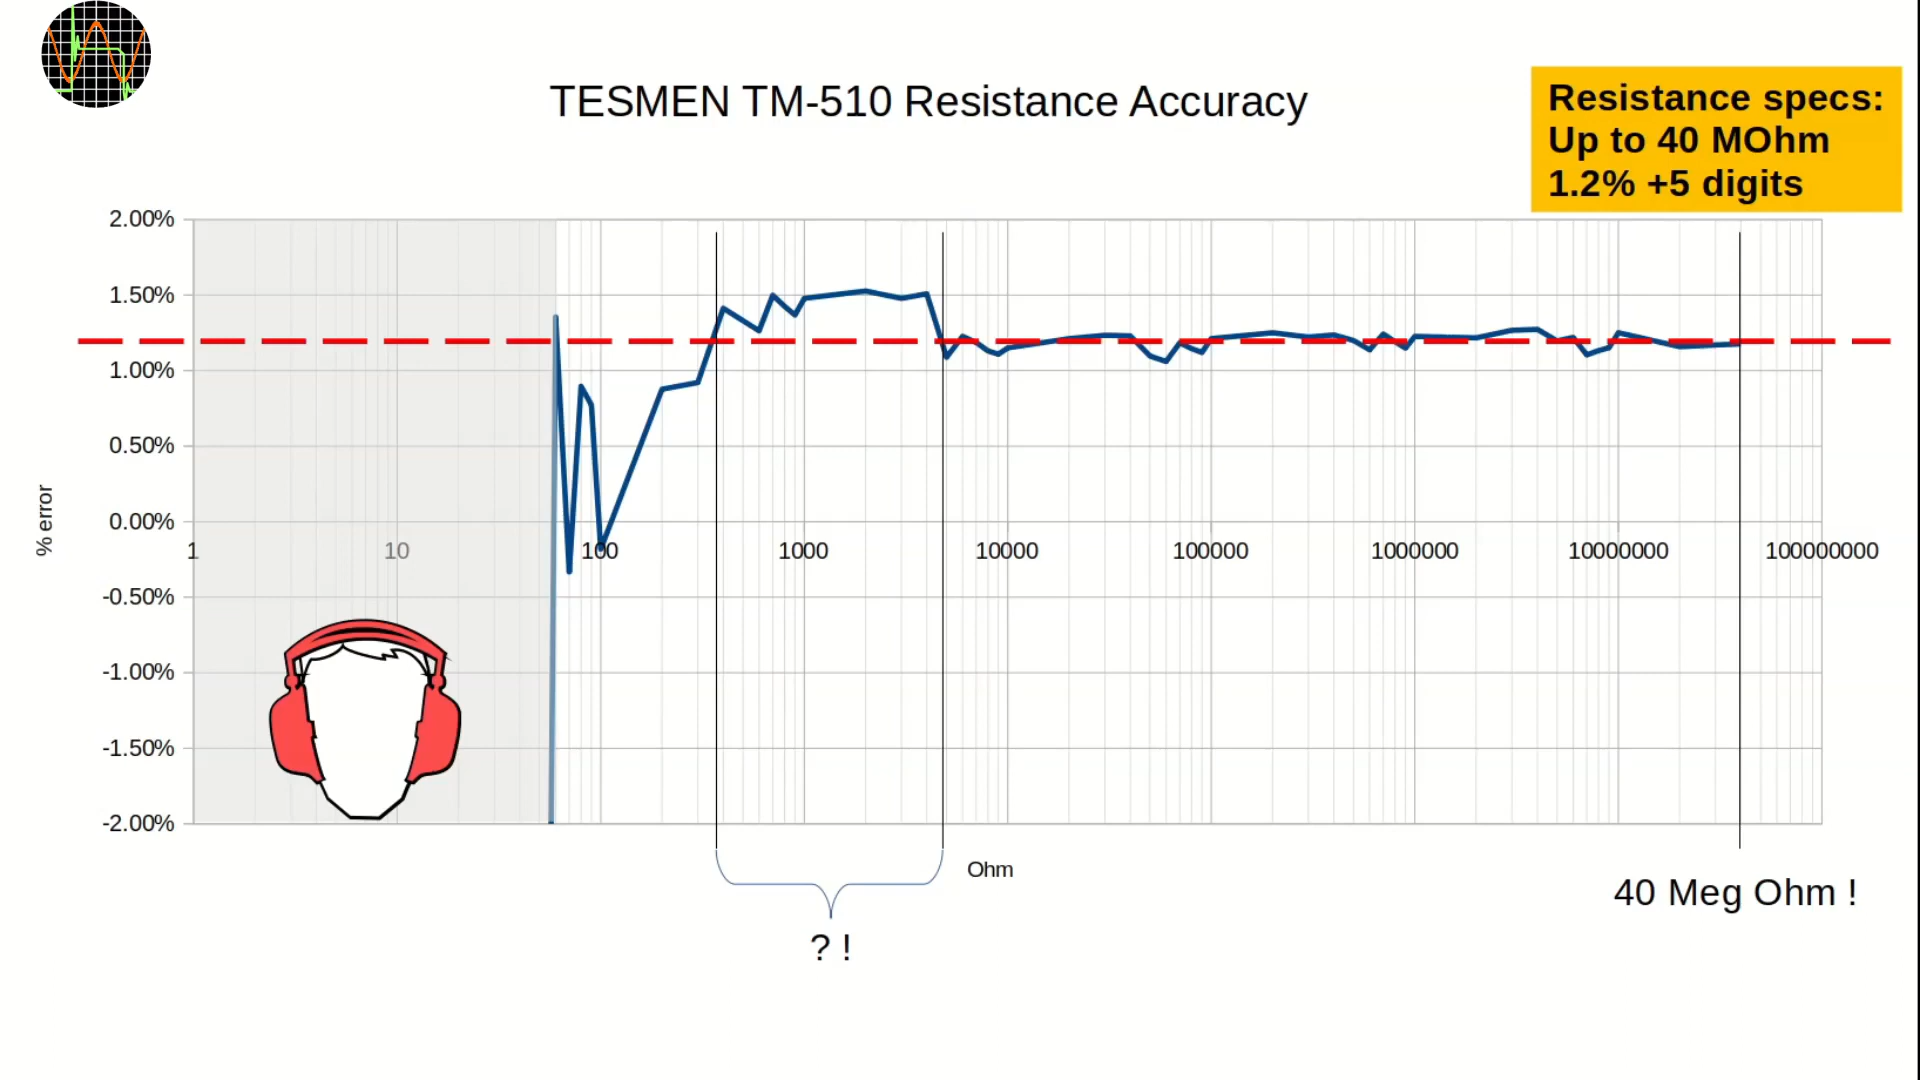 TESMEN TM-510 Resistance Accuracy
Resistance specs:
Up to 40 MOhm
1.2% +5 digits
2.00%
1.50%
1.00%
0.50%
0.00%
-0.50%
-1.00%
-1.50%
-2.00%
% error
1 10 100 1000 10000 100000 1000000 10000000 100000000
Ohm
40 Meg Ohm !
? !